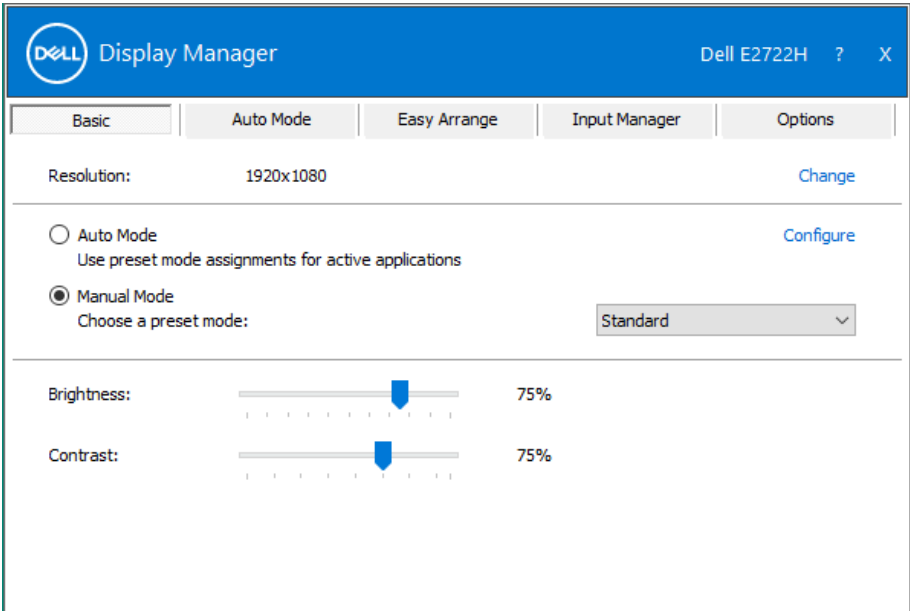 DELL Display Manager Dell E2722H ? X
Basic Auto Mode Easy Arrange Input Manager Options
Resolution: 1920x1080 Change
Auto Mode Configure
Use preset mode assignments for active applications
Manual Mode
Choose a preset mode: Standard
Brightness: 75%
Contrast: 75%